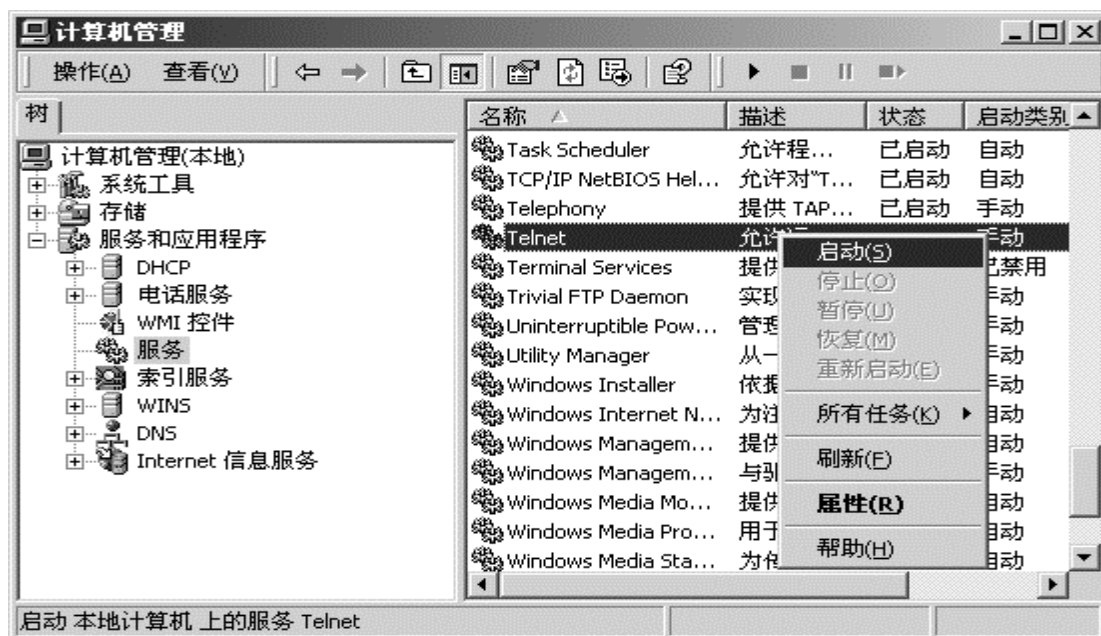 计算机管理
操作(A) 查看(V)
树
计算机管理(本地)
系统工具
存储
服务和应用程序
DHCP
电话服务
WMI 控件
服务
索引服务
WINS
DNS
Internet 信息服务
名称 描述 状态 启动类别
Task Scheduler 允许程... 已启动 自动
TCP/IP NetBIOS Hel... 允许对"T... 已启动 自动
Telephony 提供 TAP... 已启动 手动
Telnet 允许 手动
Terminal Services 提供 已禁用
Trivial FTP Daemon 实现 手动
Uninterruptible Pow... 管理 手动
Utility Manager 从一 手动
Windows Installer 依据 手动
Windows Internet N... 为注 自动
Windows Managem... 提供 自动
Windows Managem... 与驱 手动
Windows Media Mo... 提供 自动
Windows Media Pro... 用于 自动
Windows Media Sta... 为传 自动
启动(S)
停止(O)
暂停(U)
恢复(M)
重新启动(E)
所有任务(K)
刷新(F)
属性(R)
帮助(H)
启动 本地计算机 上的服务 Telnet